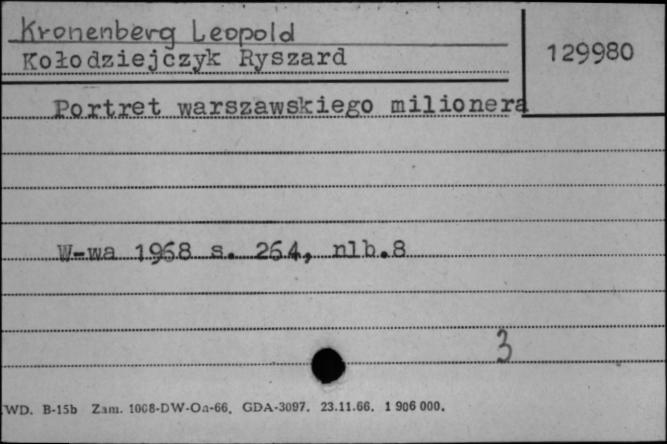 Kronenberg Leopold
Kołodziejczyk Ryszard
129980
Portret warszawskiego milionera
W-wa 1968 s. 264, nlb.8
3
WD. B-15b Zam. 1008-DW-Oa-66. GDA-3097. 23.11.66. 1 906 000.